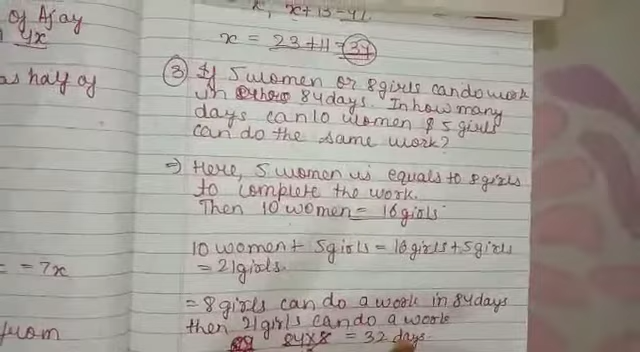 of Ajay
4x
as half of
= = 7x
from
x + 13 = 41
x = 23 + 11 = 34
③ If 5 women or 8 girls can do work
in 84 days. In how many
days can 10 women & 5 girls
can do the same work?
⇒ Here, 5 women is equals to 8 girls
to complete the work.
Then 10 women = 16 girls
10 women + 5 girls = 16 girls + 5 girls
= 21 girls.
= 8 girls can do a work in 84 days
then 21 girls can do a work
84 x 8 = 32 days.